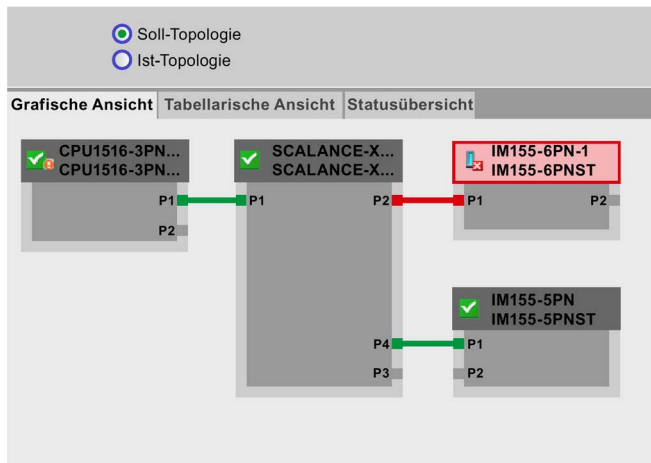 Soll-Topologie
Ist-Topologie
Grafische Ansicht Tabellarische Ansicht Statusübersicht
CPU1516-3PN...
CPU1516-3PN...
P1
P2
SCALANCE-X...
SCALANCE-X...
P1 P2
P4
P3
IM155-6PN-1
IM155-6PNST
P1 P2
IM155-5PN
IM155-5PNST
P1
P2